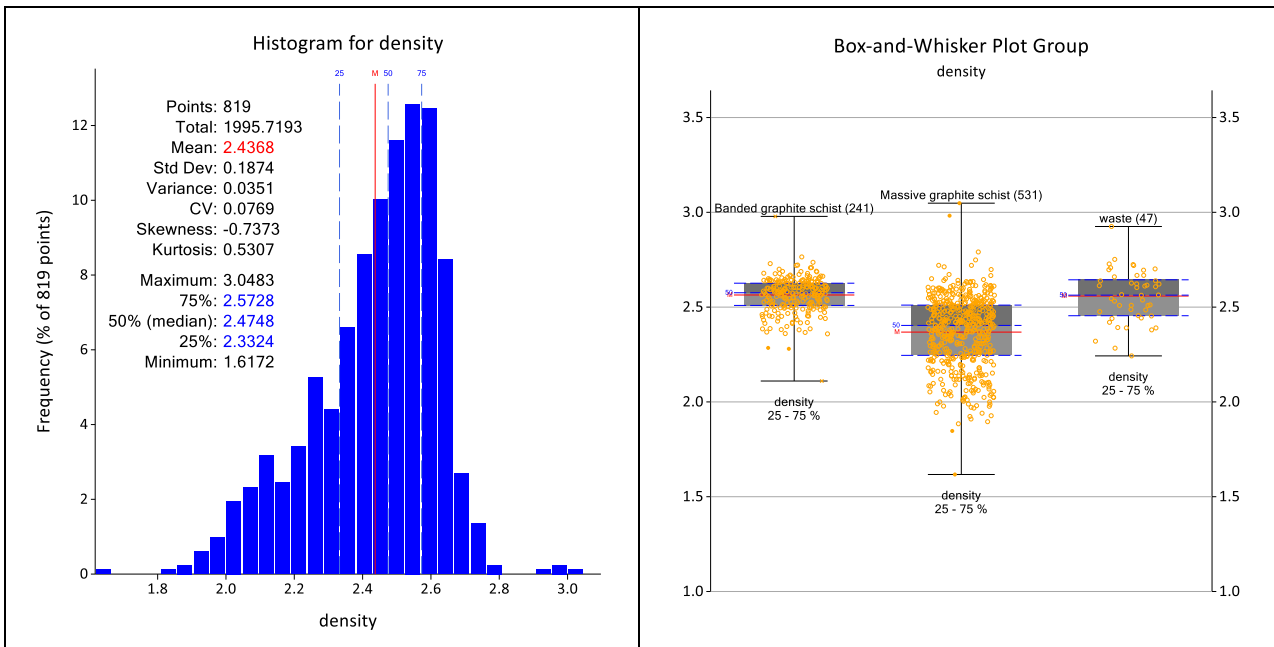 Histogram for density
25 M 50 75
Points: 819
Total: 1995.7193
Mean: 2.4368
Std Dev: 0.1874
Variance: 0.0351
CV: 0.0769
Skewness: -0.7373
Kurtosis: 0.5307
Maximum: 3.0483
75%: 2.5728
50% (median): 2.4748
25%: 2.3324
Minimum: 1.6172
Frequency (% of 819 points)
12
10
8
6
4
2
0
1.8 2.0 2.2 2.4 2.6 2.8 3.0
density
Box-and-Whisker Plot Group
density
3.5 3.5
Massive graphite schist (531)
Banded graphite schist (241)
waste (47)
3.0 3.0
50
50
M
2.5 2.5
density
25 - 75 %
density
25 - 75 %
2.0 2.0
density
25 - 75 %
1.5 1.5
1.0 1.0